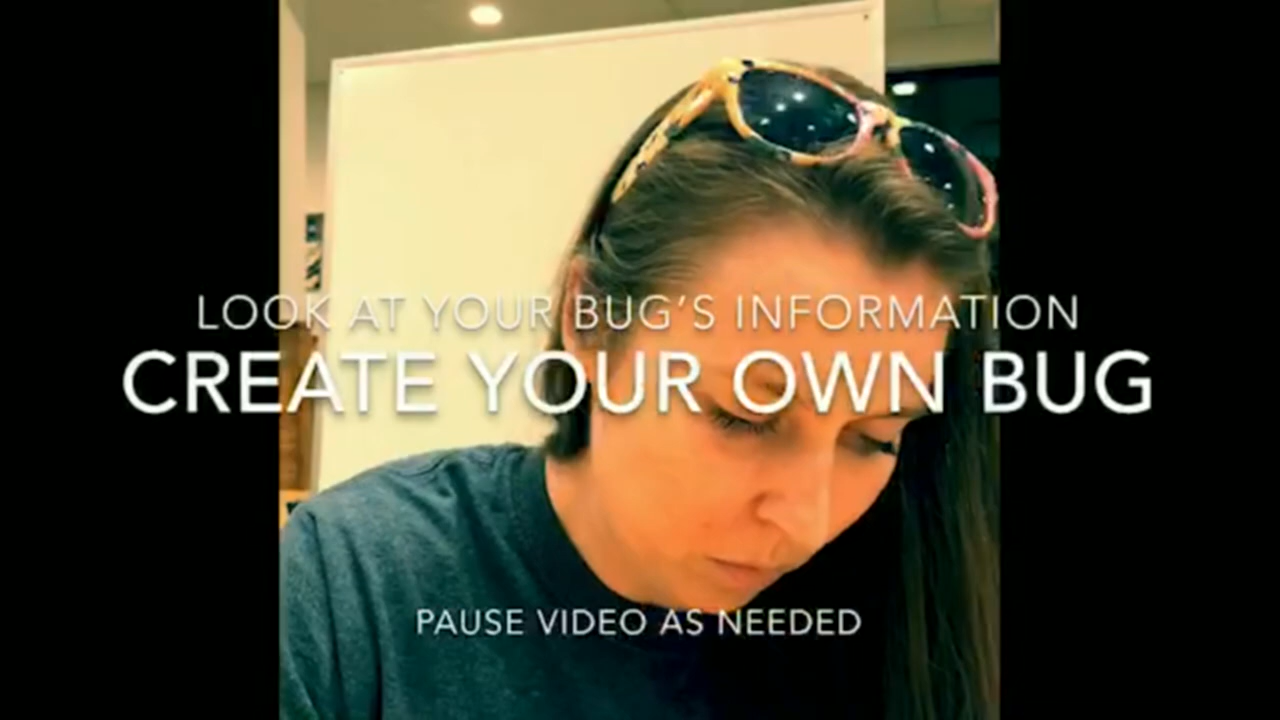 LOOK AT YOUR BUG’S INFORMATION
CREATE YOUR OWN BUG
PAUSE VIDEO AS NEEDED